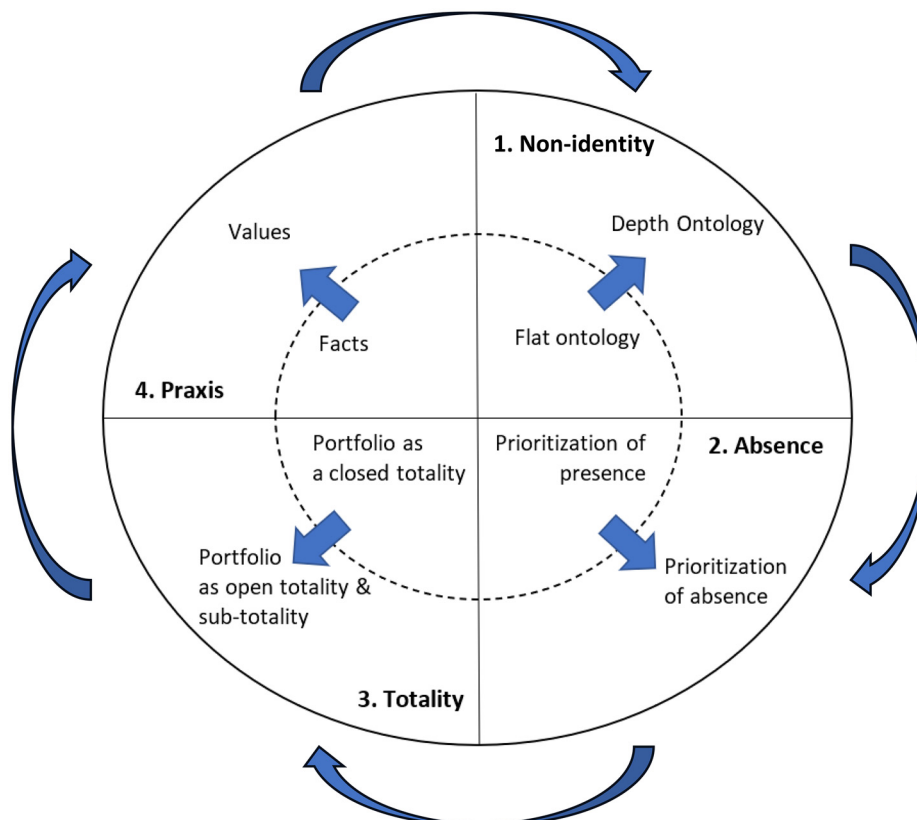 1. Non-identity
Depth Ontology
Flat ontology
Values
Facts
4. Praxis
Prioritization of
presence
2. Absence
Prioritization
of absence
Portfolio as
a closed totality
Portfolio
as open totality &
sub-totality
3. Totality